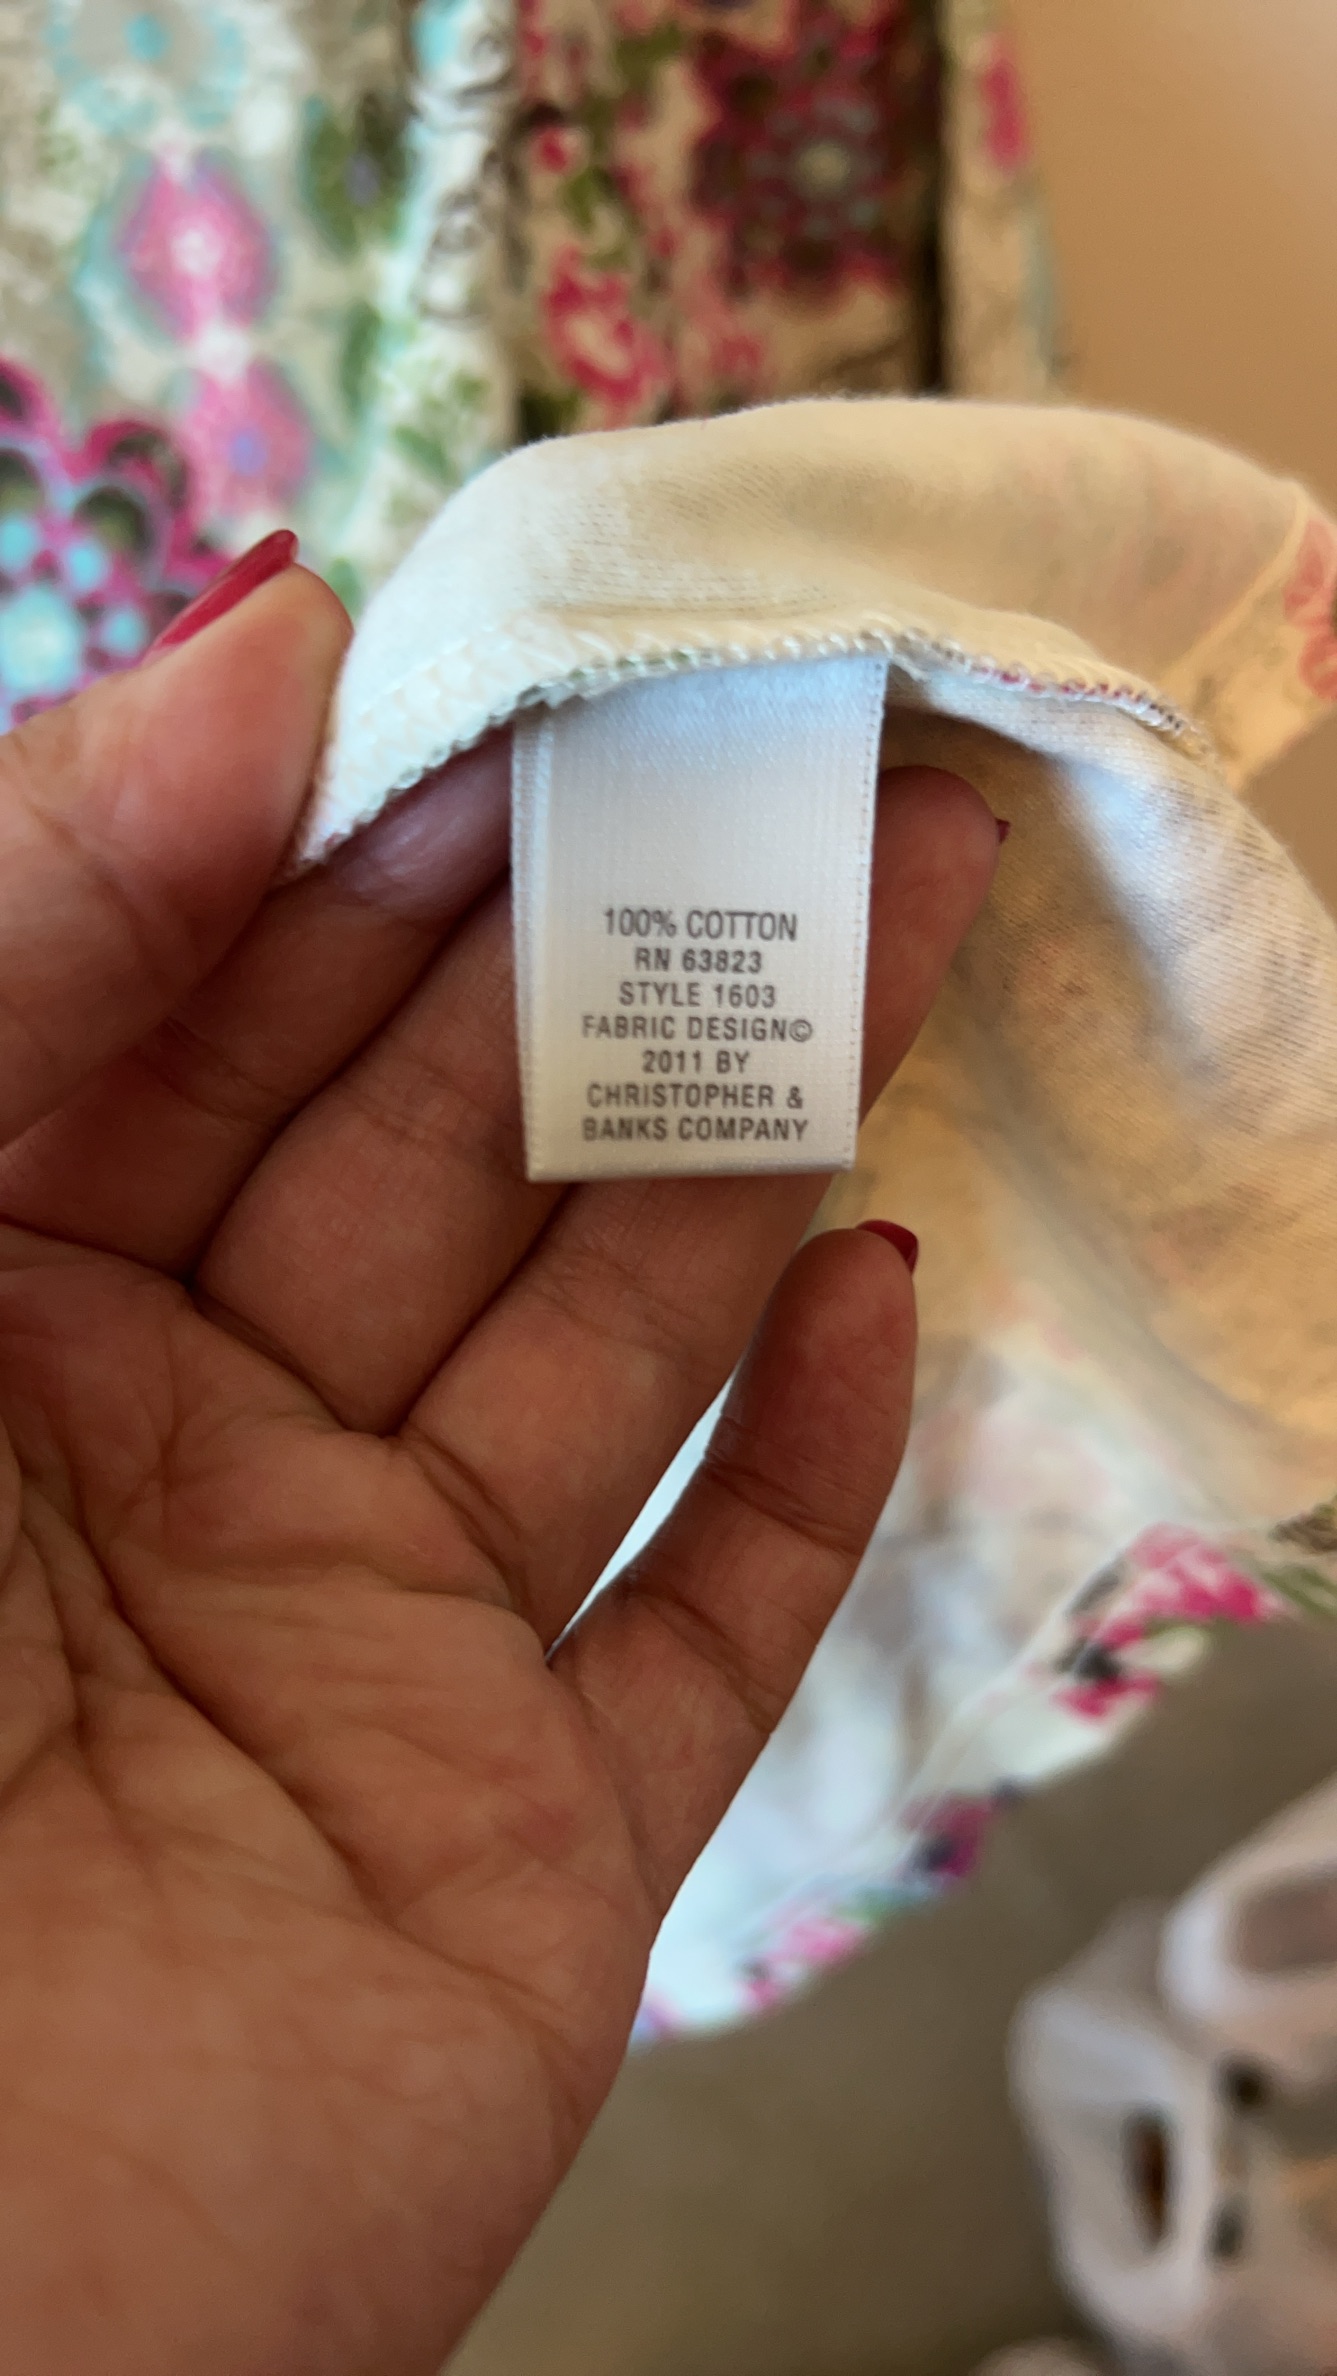 100% COTTON
RN 63823
STYLE 1603
FABRIC DESIGN©
2011 BY
CHRISTOPHER &
BANKS COMPANY